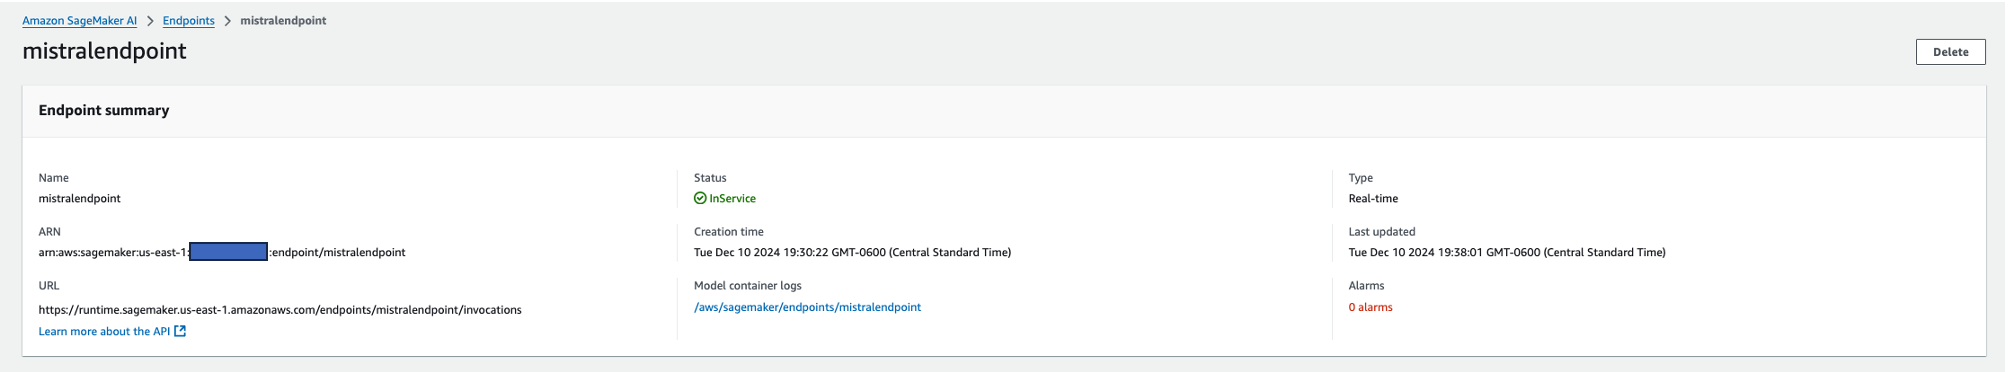 Amazon SageMaker AI > Endpoints > mistralendpoint
mistralendpoint
Delete
Endpoint summary
Name
mistralendpoint
Status
InService
Type
Real-time
ARN
arn:aws:sagemaker:us-east-1: :endpoint/mistralendpoint
Creation time
Tue Dec 10 2024 19:30:22 GMT-0600 (Central Standard Time)
Last updated
Tue Dec 10 2024 19:38:01 GMT-0600 (Central Standard Time)
URL
https://runtime.sagemaker.us-east-1.amazonaws.com/endpoints/mistralendpoint/invocations
Learn more about the API
Model container logs
/aws/sagemaker/endpoints/mistralendpoint
Alarms
0 alarms